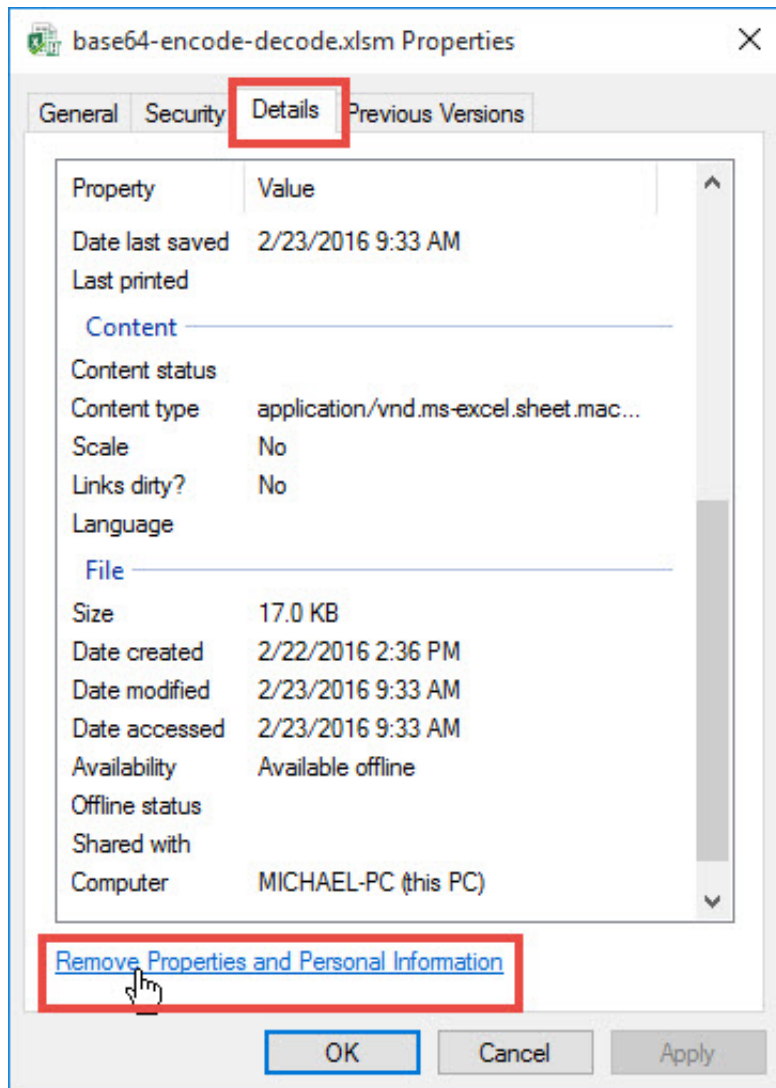 base64-encode-decode.xlsm Properties
General Security Details Previous Versions
Property Value
Date last saved 2/23/2016 9:33 AM
Last printed
Content
Content status
Content type application/vnd.ms-excel.sheet.mac...
Scale No
Links dirty? No
Language
File
Size 17.0 KB
Date created 2/22/2016 2:36 PM
Date modified 2/23/2016 9:33 AM
Date accessed 2/23/2016 9:33 AM
Availability Available offline
Offline status
Shared with
Computer MICHAEL-PC (this PC)
Remove Properties and Personal Information
OK Cancel Apply